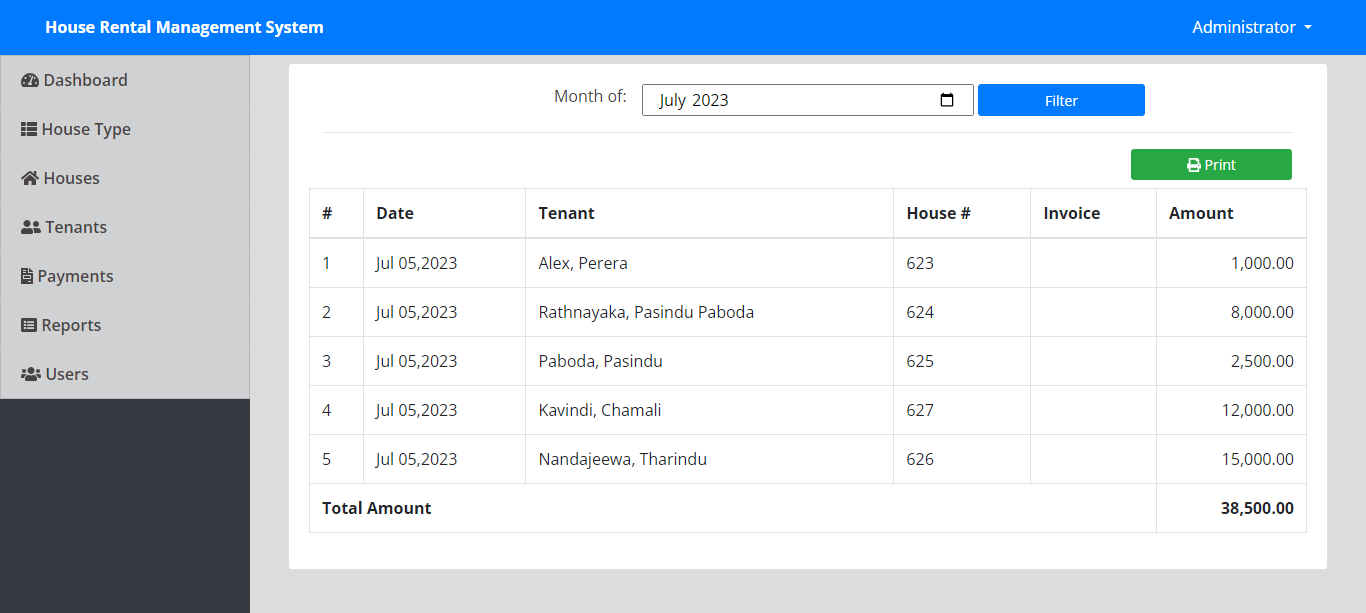 House Rental Management System
Administrator
Dashboard
House Type
Houses
Tenants
Payments
Reports
Users
Month of: July 2023 Filter
Print
# Date Tenant House # Invoice Amount
1 Jul 05,2023 Alex, Perera 623 1,000.00
2 Jul 05,2023 Rathnayaka, Pasindu Paboda 624 8,000.00
3 Jul 05,2023 Paboda, Pasindu 625 2,500.00
4 Jul 05,2023 Kavindi, Chamali 627 12,000.00
5 Jul 05,2023 Nandajeewa, Tharindu 626 15,000.00
Total Amount 38,500.00